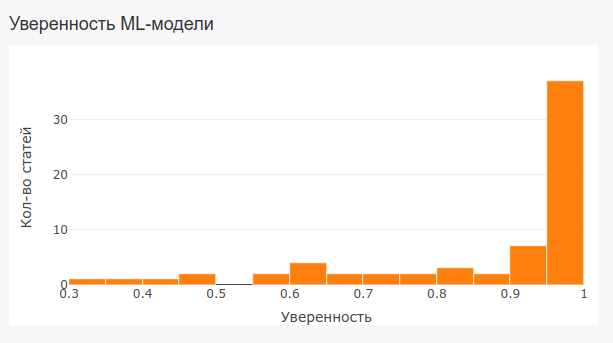 Уверенность ML-модели
Кол-во статей
30
20
10
0
0.3 0.4 0.5 0.6 0.7 0.8 0.9 1
Уверенность